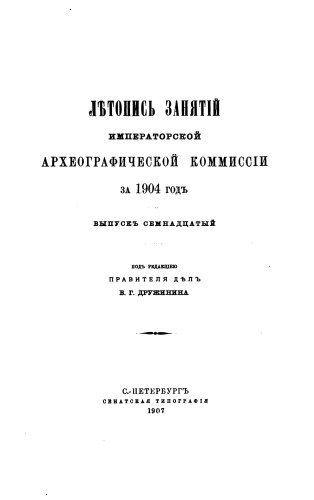 ЛѢТОПИСЬ ЗАНЯТІЙ
ИМПЕРАТОРСКОЙ
АРХЕОГРАФИЧЕСКОЙ КОММИССІИ
ЗА 1904 ГОДЪ
ВЫПУСКЪ СЕМНАДЦАТЫЙ
ПОДЪ РЕДАКЦІЕЮ
ПРАВИТЕЛЯ ДѢЛЪ
В. Г. ДРУЖИНИНА
С.-ПЕТЕРБУРГЪ
СЕНАТСКАЯ ТИПОГРАФІЯ
1907